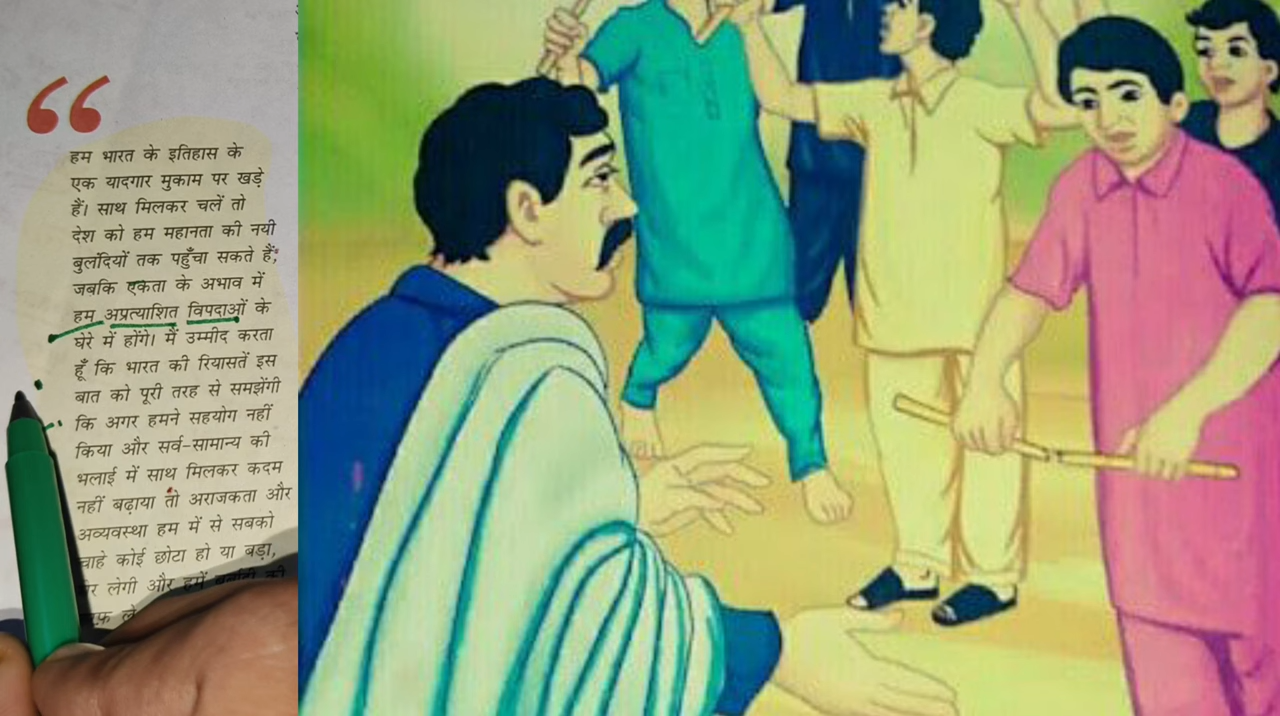 हम भारत के इतिहास के
एक यादगार मुकाम पर खड़े
हैं। साथ मिलकर चलें तो
देश को हम महानता की नयी
बुलंदियों तक पहुँचा सकते हैं;
जबकि एकता के अभाव में
हम अप्रत्याशित विपदाओं के
घेरे में होंगे। मैं उम्मीद करता
हूँ कि भारत की रियासतें इस
बात को पूरी तरह से समझेंगी
कि अगर हमने सहयोग नहीं
किया और सर्व-सामान्य की
भलाई में साथ मिलकर कदम
नहीं बढ़ाया तो अराजकता और
अव्यवस्था हम में से सबको
चाहे कोई छोटा हो या बड़ा,
लेगी और हमें